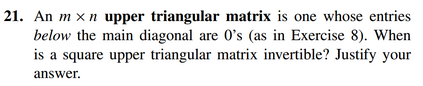 21. An m × n upper triangular matrix is one whose entries
below the main diagonal are 0's (as in Exercise 8). When
is a square upper triangular matrix invertible? Justify your
answer.